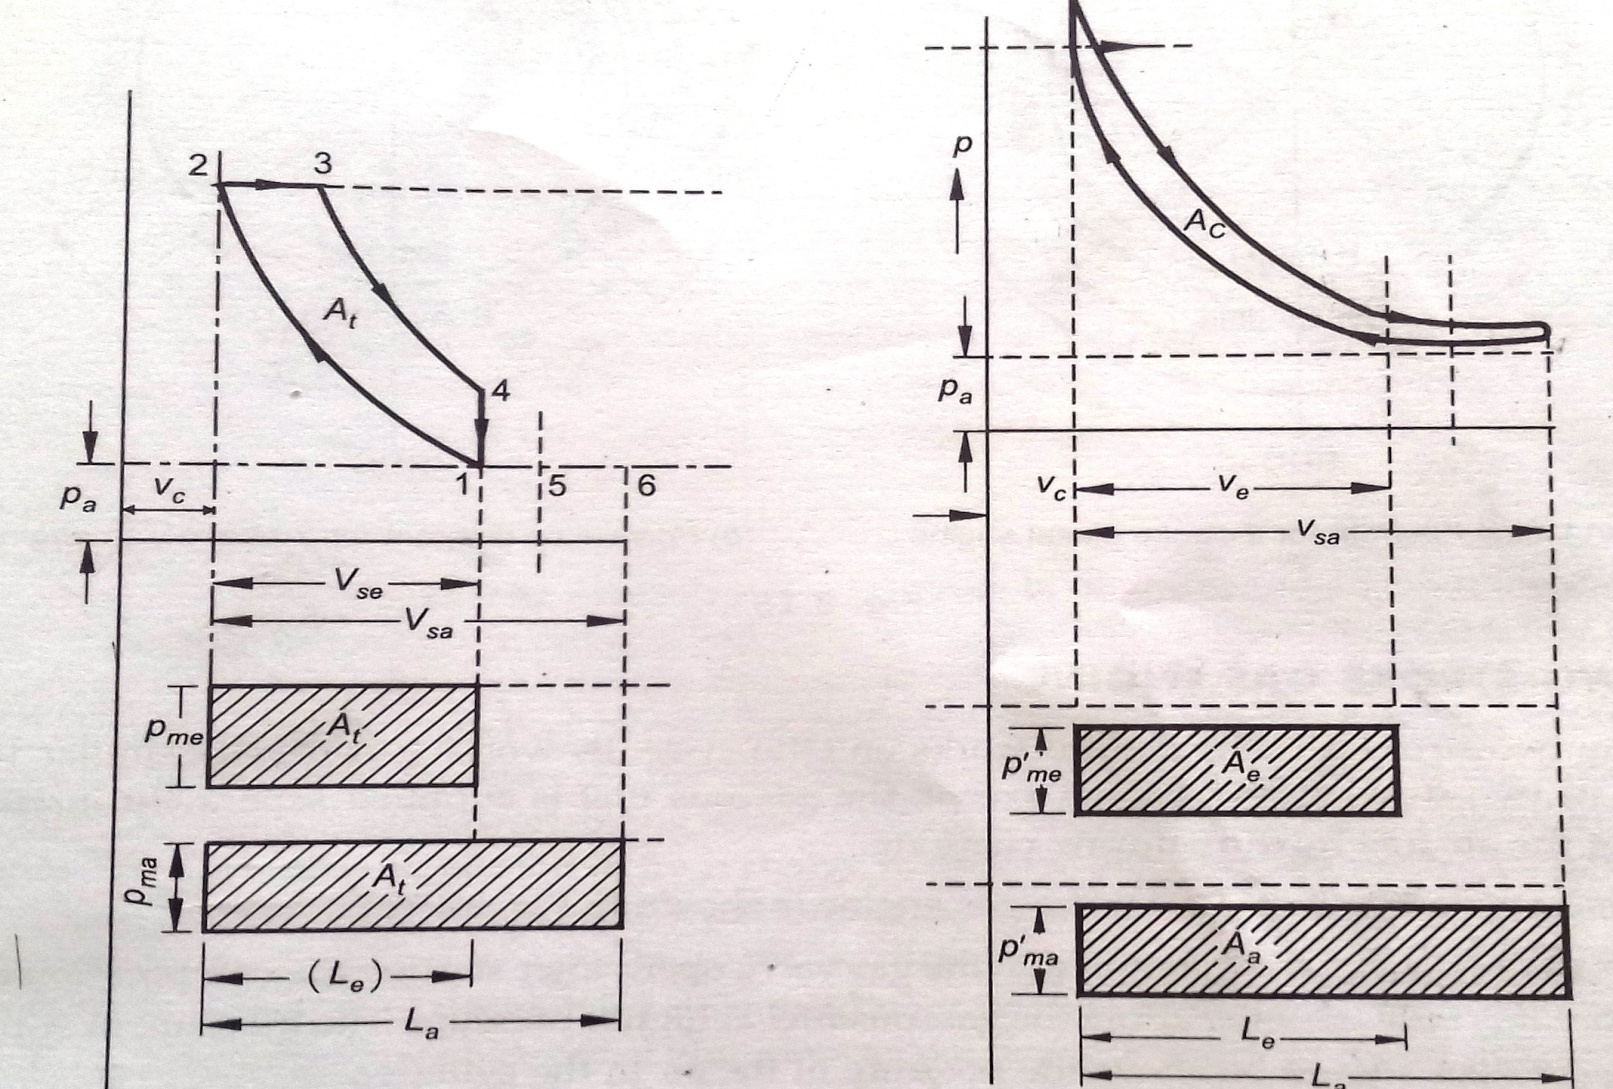 2
3
A_t
4
1
5
6
p_a
v_c
V_se
V_sa
p_me
A_t
p_ma
A_t
(L_e)
L_a
p
A_c
p_a
v_c
v_e
v_sa
p'_me
A_e
p'_ma
A_a
L_e
L_a